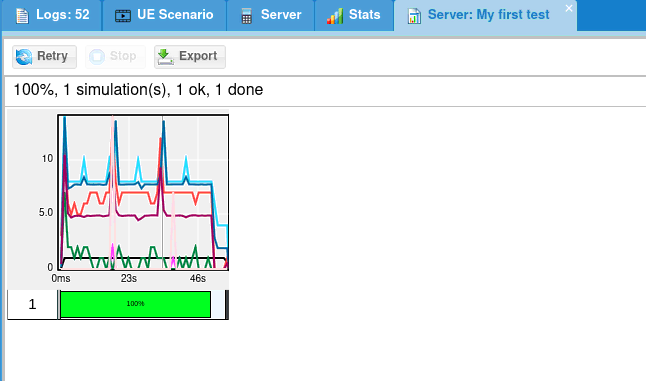 Logs: 52 UE Scenario Server Stats Server: My first test ×
Retry Stop Export
100%, 1 simulation(s), 1 ok, 1 done
10
5.0
0
0ms 23s 46s
1 100%